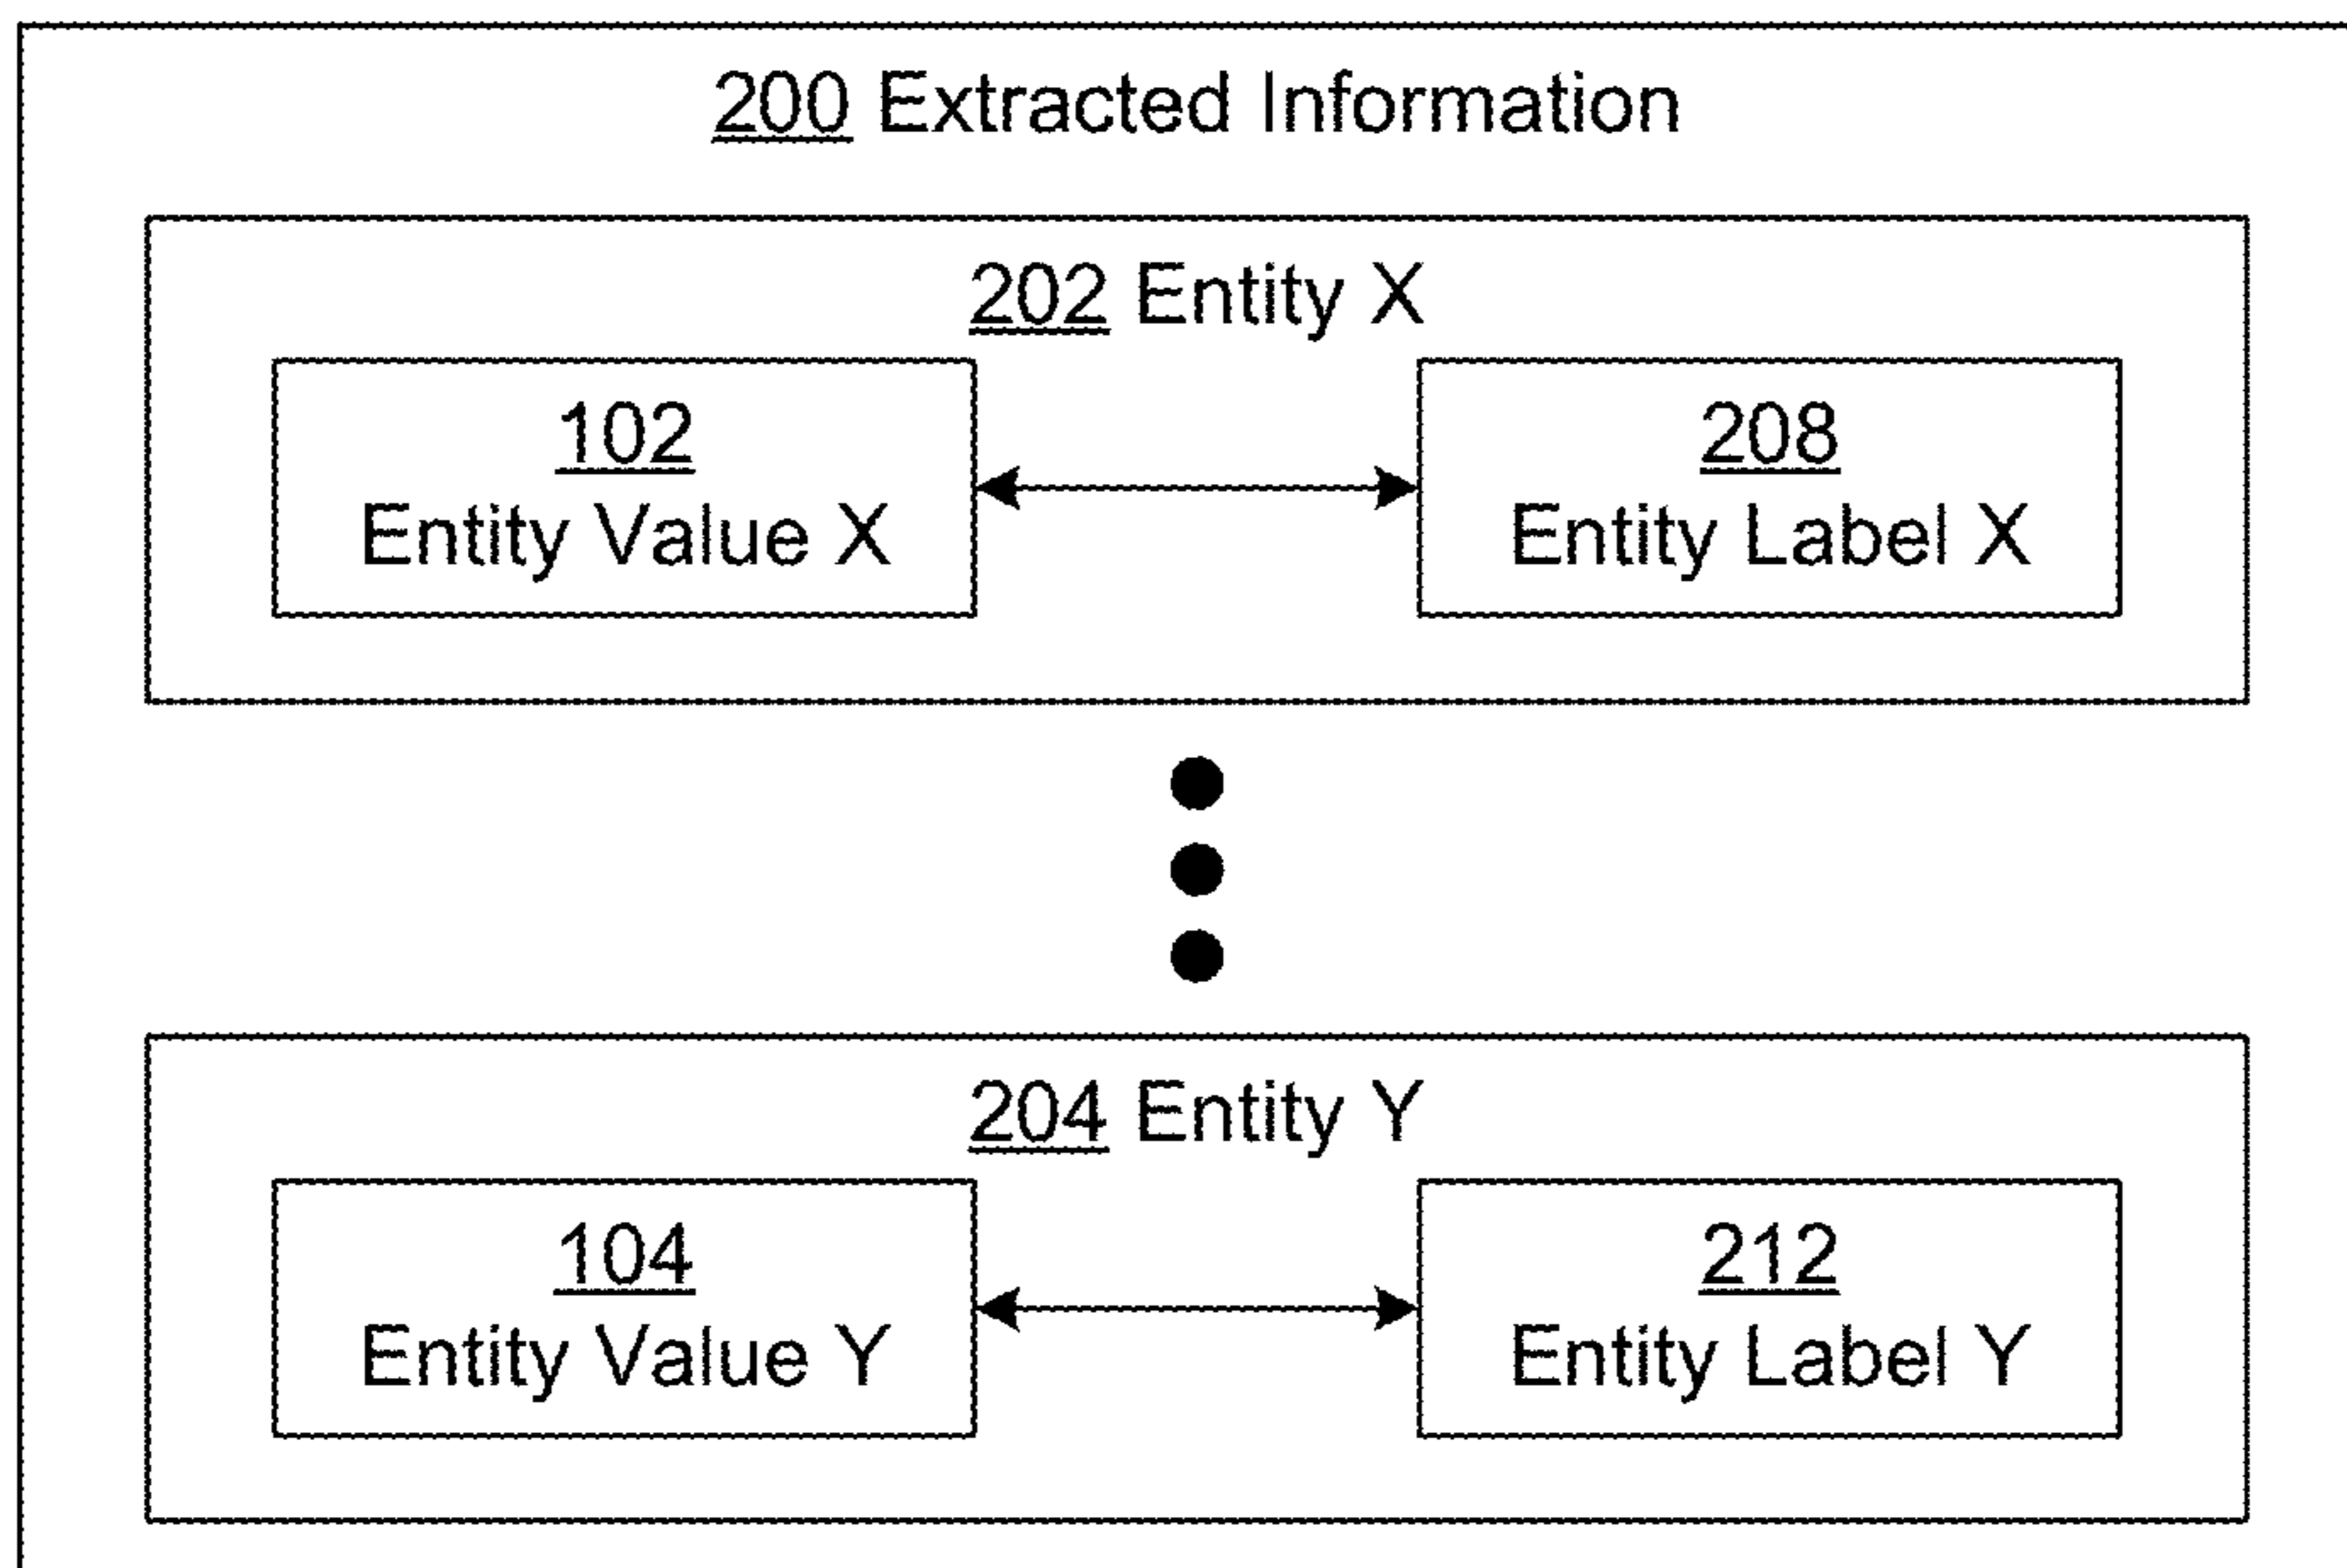 200 Extracted Information
202 Entity X
102
Entity Value X
208
Entity Label X
204 Entity Y
104
Entity Value Y
212
Entity Label Y